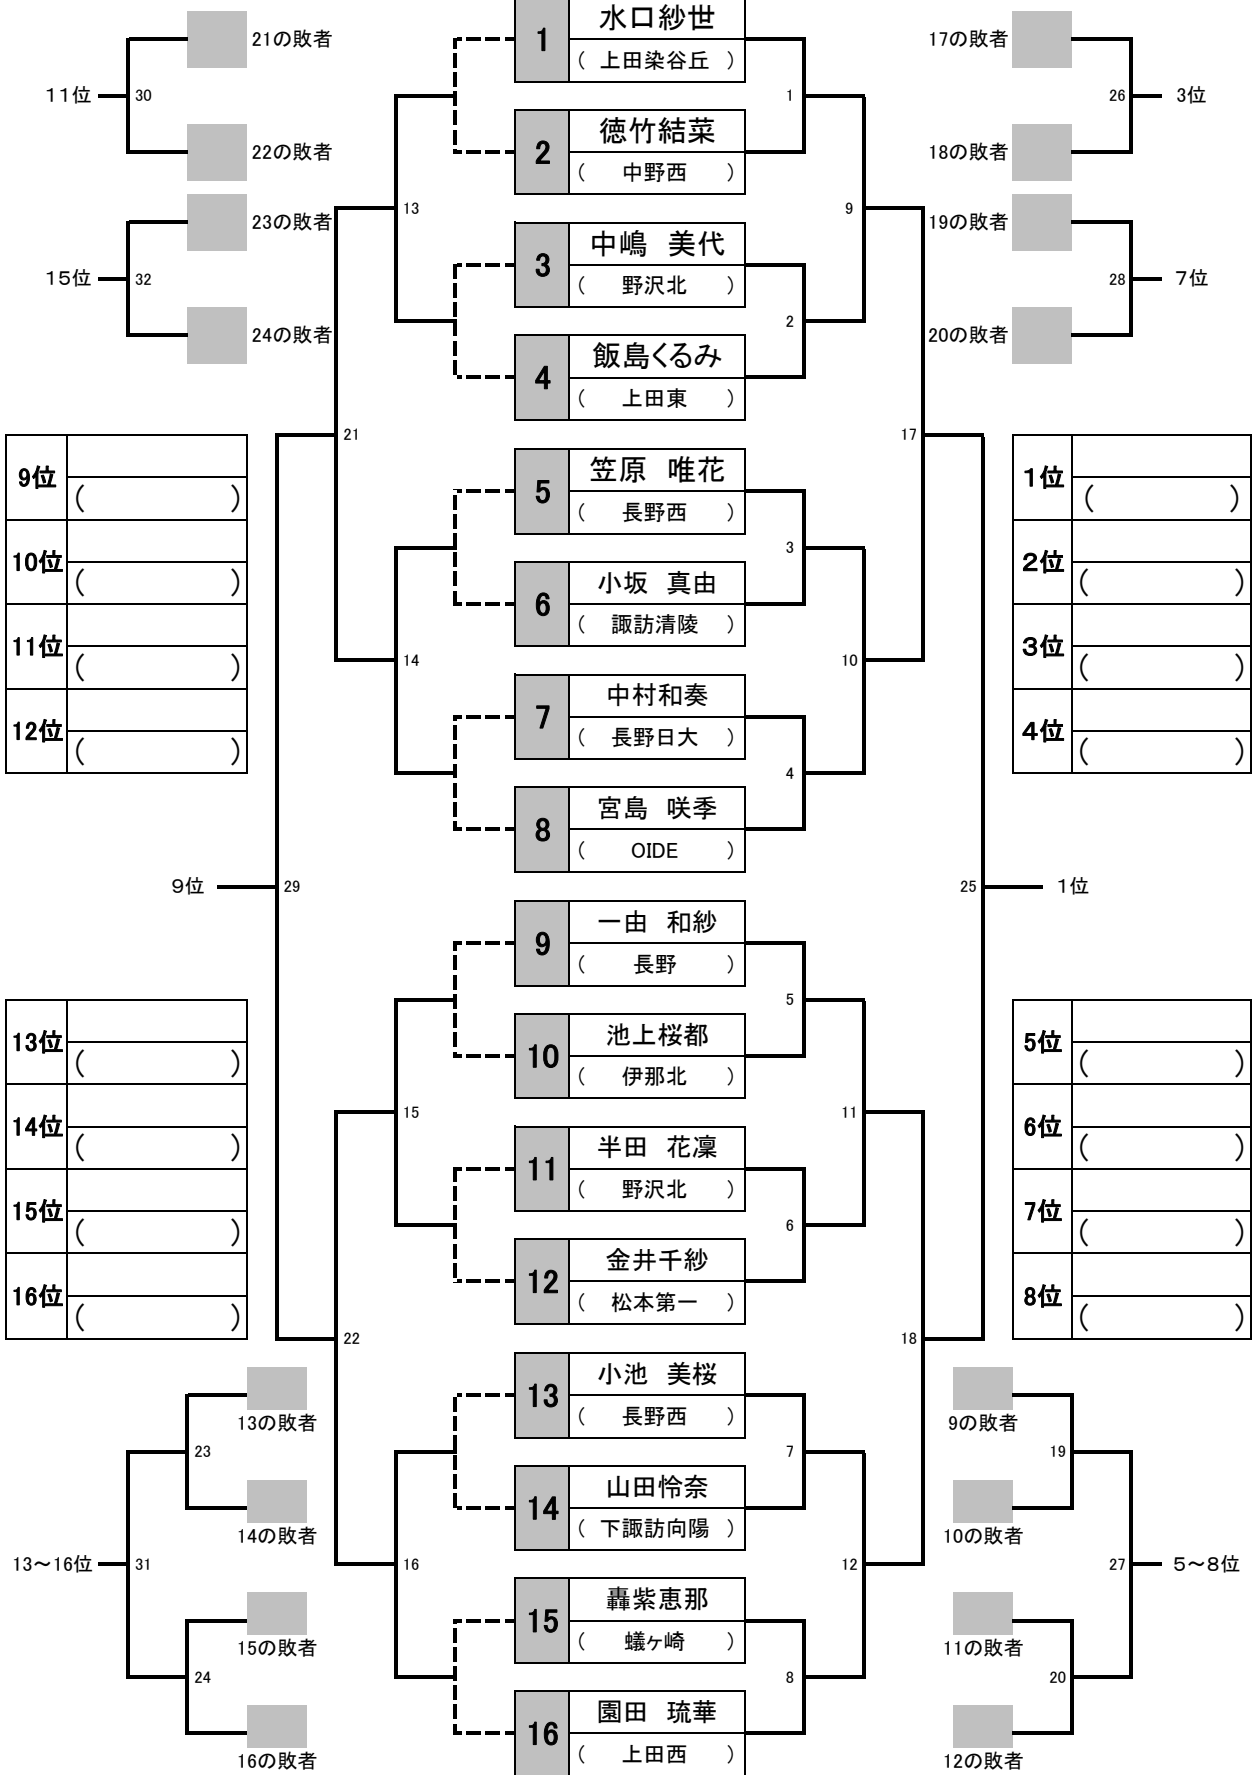 21の敗者
11位
30
22の敗者
23の敗者
15位
32
24の敗者
1
水口紗世
( 上田染谷丘 )
2
徳竹結菜
( 中野西 )
3
中嶋 美代
( 野沢北 )
4
飯島くるみ
( 上田東 )
5
笠原 唯花
( 長野西 )
6
小坂 真由
( 諏訪清陵 )
7
中村和奏
( 長野日大 )
8
宮島 咲季
( OIDE )
9
一由 和紗
( 長野 )
10
池上桜都
( 伊那北 )
11
半田 花凜
( 野沢北 )
12
金井千紗
( 松本第一 )
13
小池 美桜
( 長野西 )
14
山田怜奈
( 下諏訪向陽 )
15
轟紫恵那
( 蟻ヶ崎 )
16
園田 琉華
( 上田西 )
13
14
15
16
21
22
29
9位
1
2
3
4
5
6
7
8
9
10
11
12
17
18
25
1位
17の敗者
26
3位
18の敗者
19の敗者
28
7位
20の敗者
9位
( )
10位
( )
11位
( )
12位
( )
1位
( )
2位
( )
3位
( )
4位
( )
13位
( )
14位
( )
15位
( )
16位
( )
5位
( )
6位
( )
7位
( )
8位
( )
13の敗者
23
14の敗者
13～16位
31
15の敗者
24
16の敗者
9の敗者
19
10の敗者
27
5～8位
11の敗者
20
12の敗者